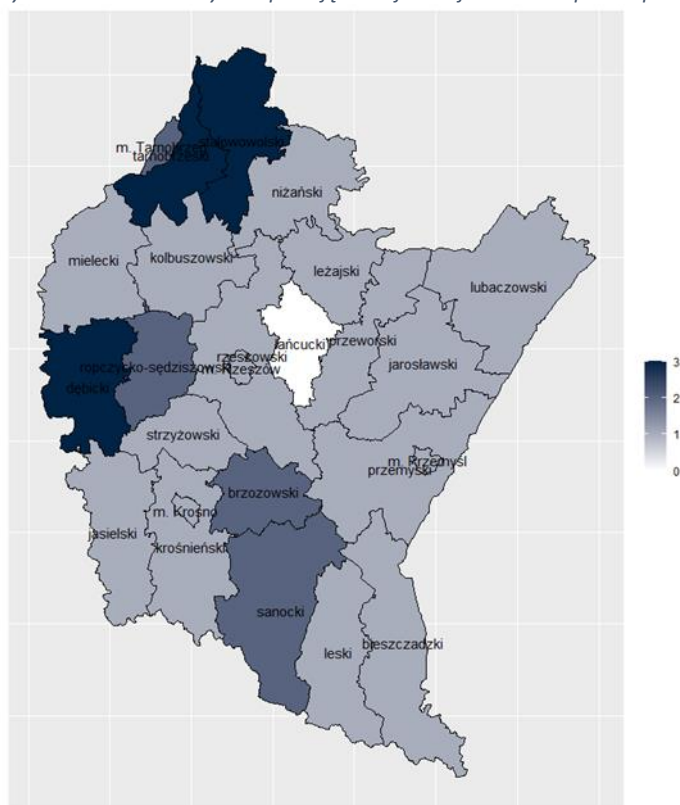 m. Tarnobrzeg
stalowowolski
tarnobrzeski
niżański
mielecki
kolbuszowski
leżajski
lubaczowski
łańcucki
przeworski
rzeszowski
m. Rzeszów
ropczycko-sędziszowski
jarosławski
dębicki
strzyżowski
m. Przemyśl
przemyski
brzozowski
m. Krosno
jasielski
krośnieński
sanocki
leski
bieszczadzki
3
2
1
0